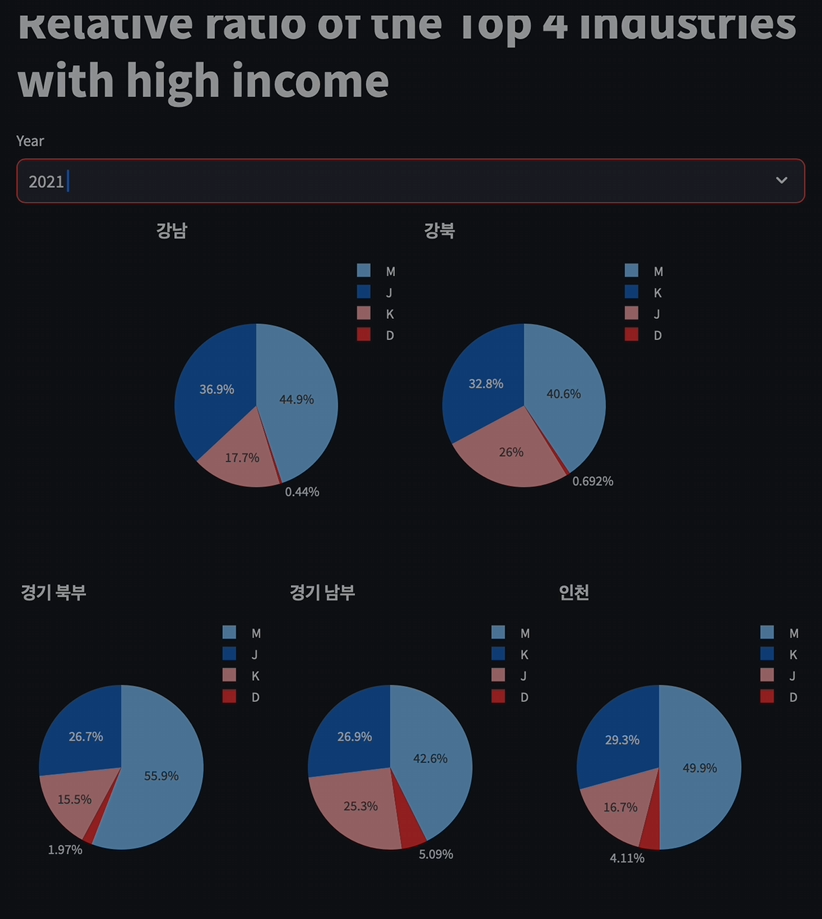 Relative ratio of the Top 4 industries
with high income
Year
2021
강남
강북
M
J
K
D
36.9%
44.9%
17.7%
0.44%
M
K
J
D
32.8%
40.6%
26%
0.692%
경기 북부
경기 남부
인천
M
J
K
D
26.7%
55.9%
15.5%
1.97%
M
K
J
D
26.9%
42.6%
25.3%
5.09%
M
K
J
D
29.3%
49.9%
16.7%
4.11%